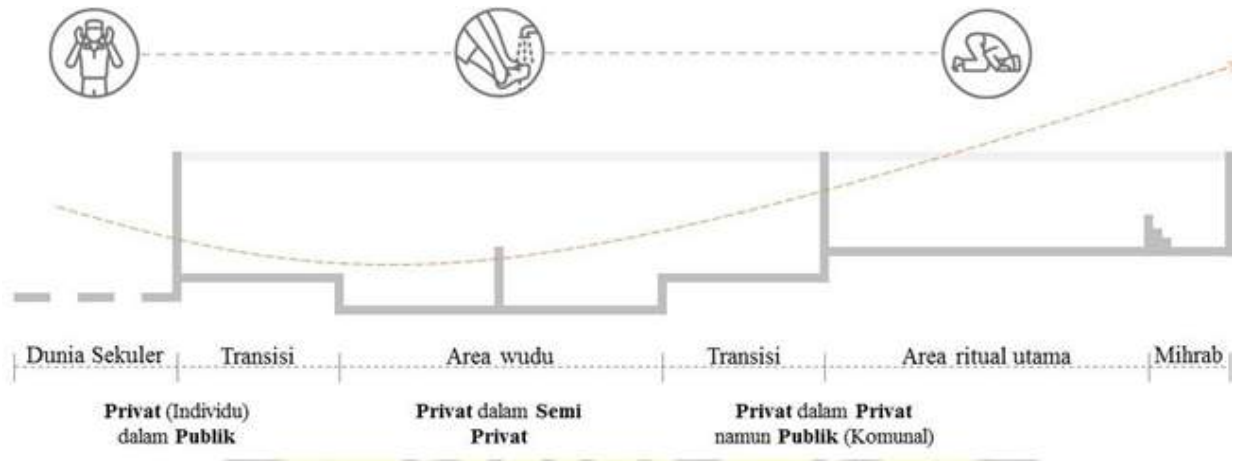 Dunia Sekuler Transisi Area wudu Transisi Area ritual utama Mihrab
Privat (Individu)
dalam Publik
Privat dalam Semi
Privat
Privat dalam Privat
namun Publik (Komunal)